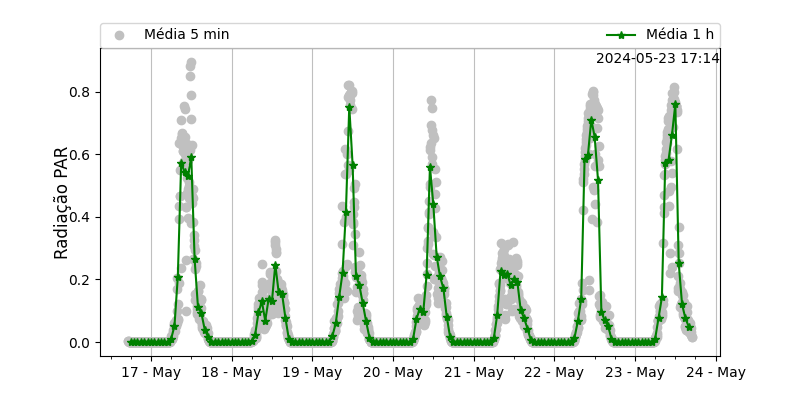 Média 5 min Média 1 h
2024-05-23 17:14
Radiação PAR
0.8
0.6
0.4
0.2
0.0
17 - May 18 - May 19 - May 20 - May 21 - May 22 - May 23 - May 24 - May